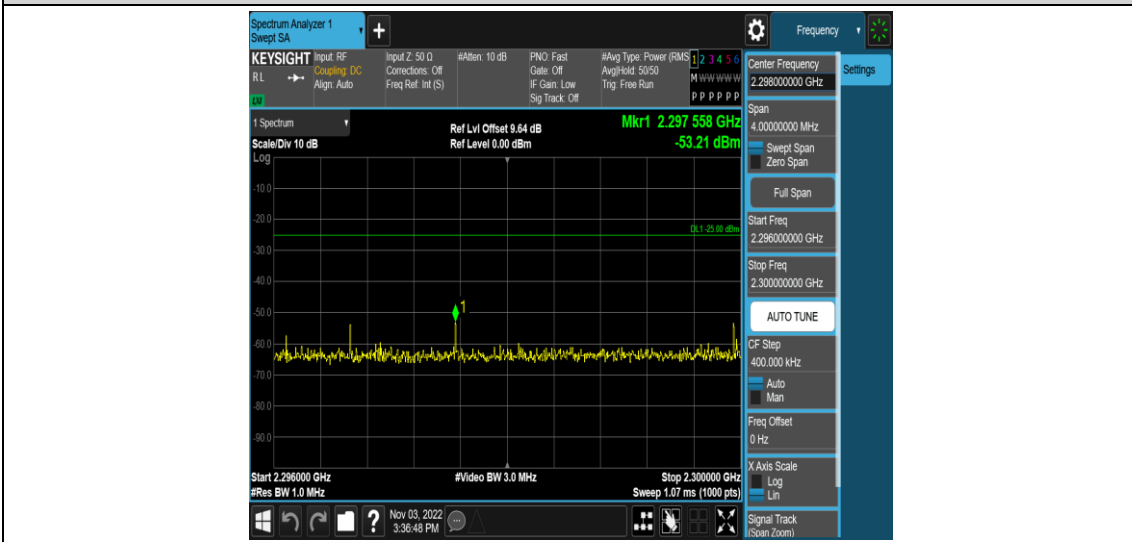 Spectrum Analyzer 1
Swept SA
+
Frequency
KEYSIGHT
RL
LXI
Input: RF
Coupling: DC
Align: Auto
Input Z: 50 Ω
Corrections: Off
Freq Ref: Int (S)
#Atten: 10 dB
PNO: Fast
Gate: Off
IF Gain: Low
Sig Track: Off
#Avg Type: Power (RMS
Avg|Hold: 50/50
Trig: Free Run
1 2 3 4 5 6
M W W W W W
P P P P P P
1 Spectrum
Scale/Div 10 dB
Log
Ref Lvl Offset 9.64 dB
Ref Level 0.00 dBm
Mkr1 2.297 558 GHz
-53.21 dBm
-10.0
-20.0
DL1 -25.00 dBm
-30.0
-40.0
-50.0
1
-60.0
-70.0
-80.0
-90.0
Start 2.296000 GHz
#Res BW 1.0 MHz
#Video BW 3.0 MHz
Stop 2.300000 GHz
Sweep 1.07 ms (1000 pts)
?
Nov 03, 2022
3:36:48 PM
Center Frequency
2.298000000 GHz
Settings
Span
4.00000000 MHz
Swept Span
Zero Span
Full Span
Start Freq
2.296000000 GHz
Stop Freq
2.300000000 GHz
AUTO TUNE
CF Step
400.000 kHz
Auto
Man
Freq Offset
0 Hz
X Axis Scale
Log
Lin
Signal Track
(Span Zoom)